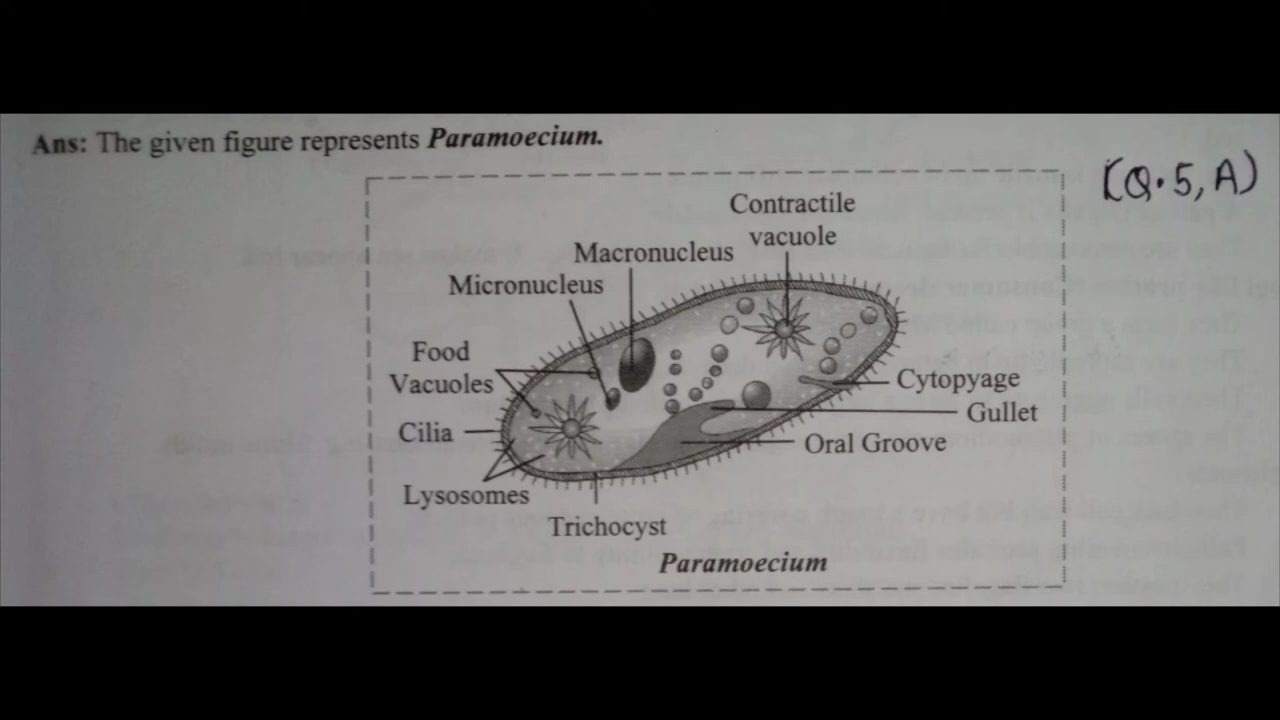 Ans: The given figure represents Paramoecium.
(Q.5, A)
Contractile
vacuole
Macronucleus
Micronucleus
Food
Vacuoles
Cytopyage
Gullet
Cilia
Oral Groove
Lysosomes
Trichocyst
Paramoecium